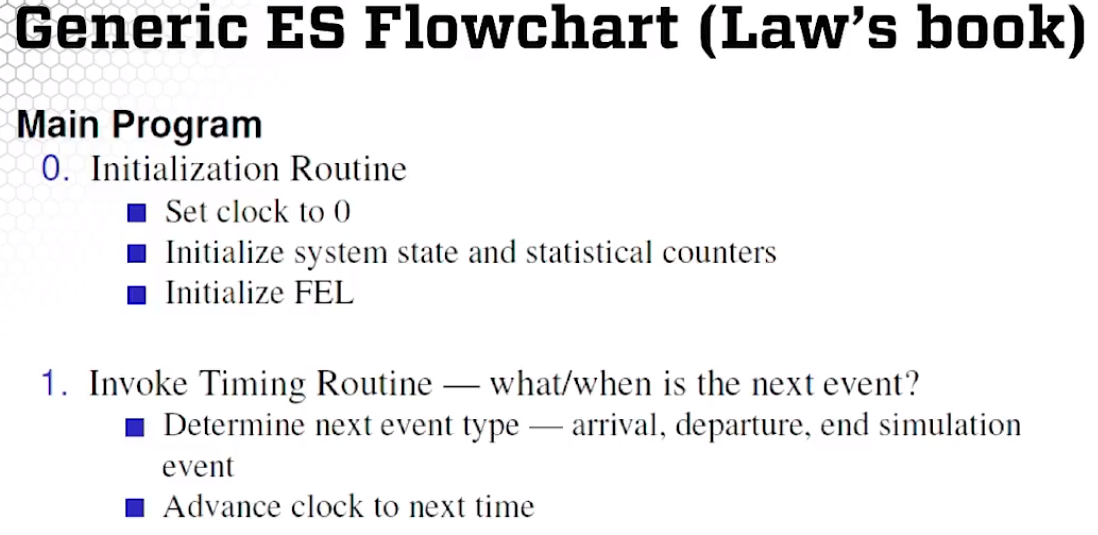 Generic ES Flowchart (Law's book)
Main Program
0. Initialization Routine
■ Set clock to 0
■ Initialize system state and statistical counters
■ Initialize FEL
1. Invoke Timing Routine — what/when is the next event?
■ Determine next event type — arrival, departure, end simulation
event
■ Advance clock to next time